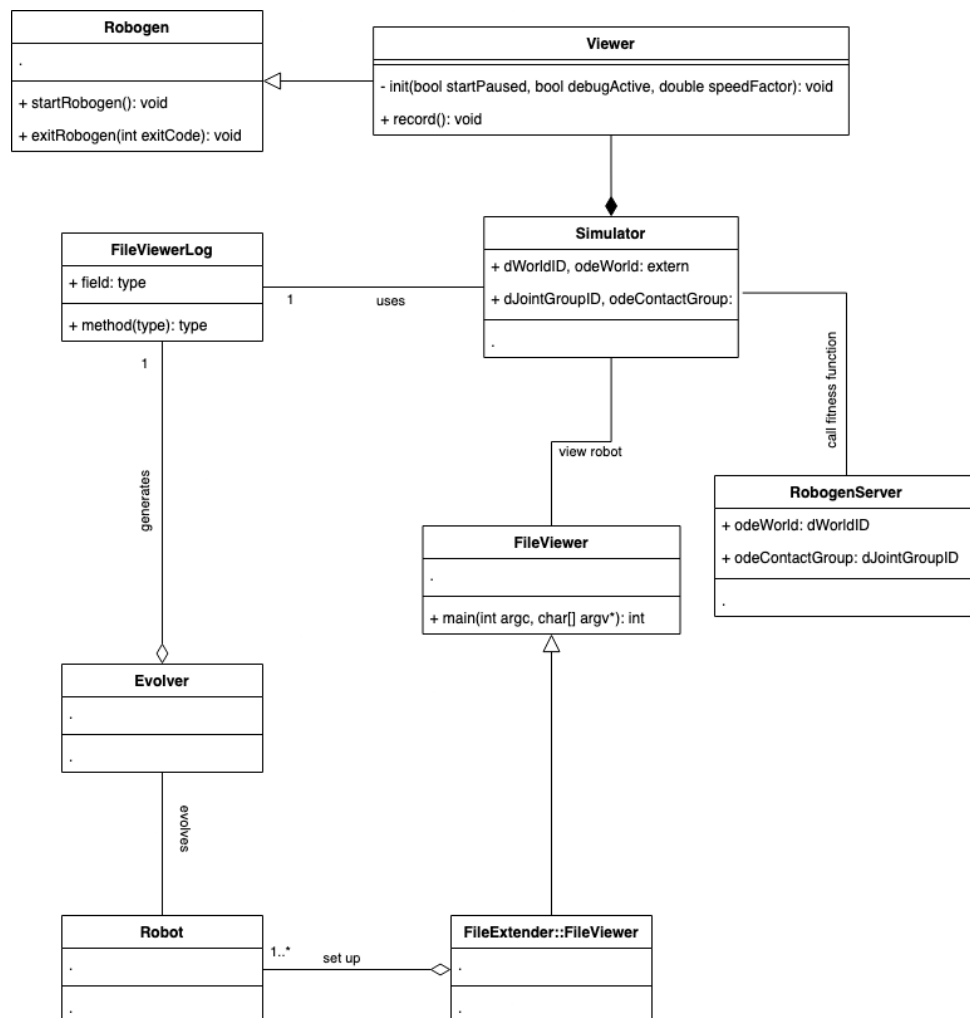 Robogen
.
+ startRobogen(): void
+ exitRobogen(int exitCode): void
Viewer
- init(bool startPaused, bool debugActive, double speedFactor): void
+ record(): void
FileViewerLog
+ field: type
+ method(type): type
1
uses
1
Simulator
+ dWorldID, odeWorld: extern
+ dJointGroupID, odeContactGroup:
.
call fitness function
view robot
generates
RobogenServer
+ odeWorld: dWorldID
+ odeContactGroup: dJointGroupID
.
FileViewer
.
+ main(int argc, char[] argv*): int
Evolver
.
.
evolves
Robot
.
.
1..*
set up
FileExtender::FileViewer
.
.